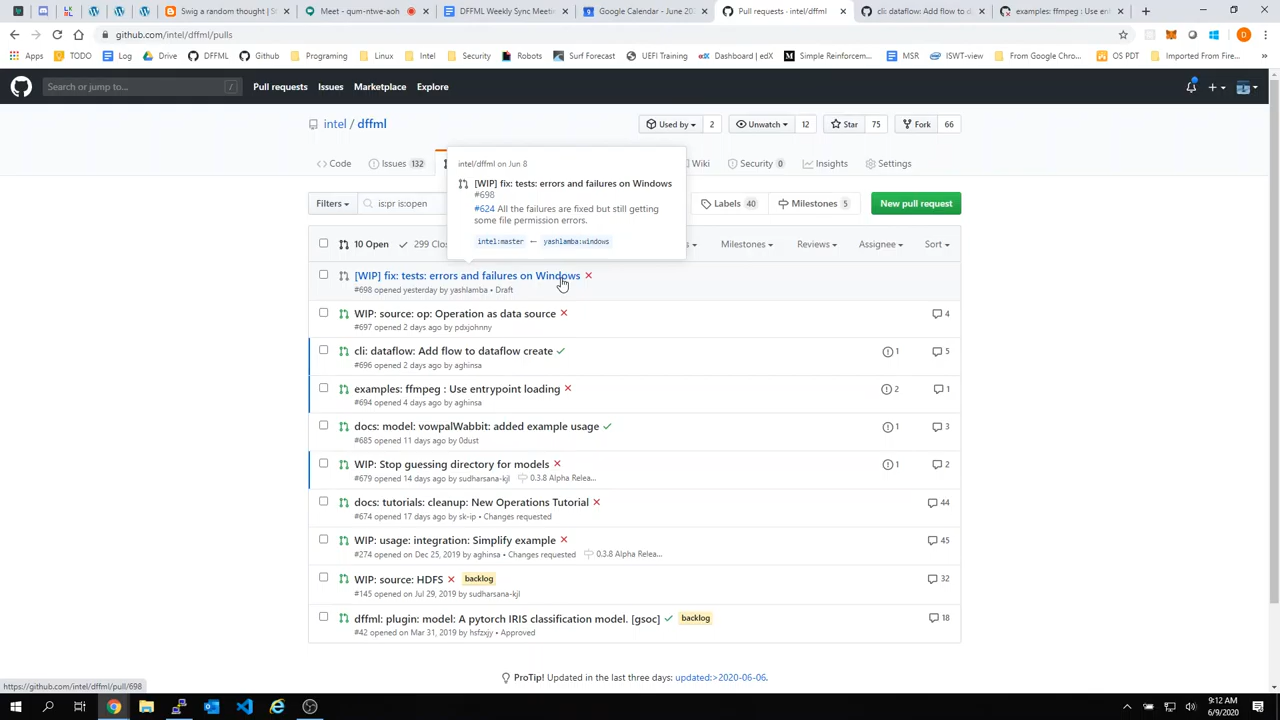 Swig a random thought | S
Meet - qum-ntwe-aoh
DFFML Weekly Sync Meetin
Google Calendar - June 202
Pull requests · intel/dffml
cli: dataflow: Add flow to d
examples: ffmpeg : Use ent
github.com/intel/dffml/pulls
Apps
TODO
Log
Drive
DFFML
Github
Programing
Linux
Intel
Security
Robots
Surf Forecast
UEFI Training
Dashboard | edX
Simple Reinforcem...
MSR
ISWT-view
From Google Chro...
OS PDT
Imported From Fire...
Search or jump to...
/
Pull requests
Issues
Marketplace
Explore
intel / dffml
Used by
2
Unwatch
12
Star
75
Fork
66
Code
Issues 132
Wiki
Security 0
Insights
Settings
intel/dffml on Jun 8
[WIP] fix: tests: errors and failures on Windows
#698
#624 All the failures are fixed but still getting
some file permission errors.
intel:master ← yashlamba:windows
Filters
is:pr is:open
Labels 40
Milestones 5
New pull request
10 Open
299 Clo
Milestones
Reviews
Assignee
Sort
[WIP] fix: tests: errors and failures on Windows
#698 opened yesterday by yashlamba • Draft
WIP: source: op: Operation as data source
4
#697 opened 2 days ago by pdxjohnny
cli: dataflow: Add flow to dataflow create
1
5
#696 opened 2 days ago by aghinsa
examples: ffmpeg : Use entrypoint loading
2
1
#694 opened 4 days ago by aghinsa
docs: model: vowpalWabbit: added example usage
1
3
#685 opened 11 days ago by 0dust
WIP: Stop guessing directory for models
1
2
#679 opened 14 days ago by sudharsana-kjl
0.3.8 Alpha Relea...
docs: tutorials: cleanup: New Operations Tutorial
44
#674 opened 17 days ago by sk-ip • Changes requested
WIP: usage: integration: Simplify example
45
#274 opened on Dec 25, 2019 by aghinsa • Changes requested
0.3.8 Alpha Relea...
WIP: source: HDFS
backlog
32
#145 opened on Jul 29, 2019 by sudharsana-kjl
dffml: plugin: model: A pytorch IRIS classification model. [gsoc]
backlog
18
#42 opened on Mar 31, 2019 by hsfzxjy • Approved
ProTip! Updated in the last three days: updated:>2020-06-06.
https://github.com/intel/dffml/pull/698
9:12 AM
6/9/2020